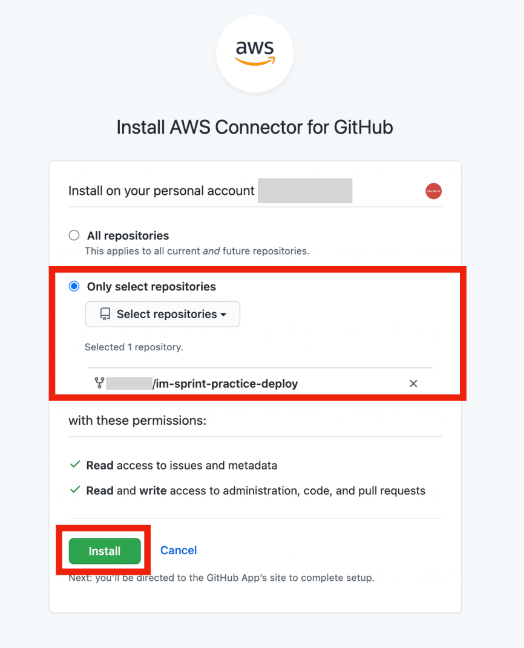 aws
Install AWS Connector for GitHub
Install on your personal account
All repositories
This applies to all current and future repositories.
Only select repositories
Select repositories
Selected 1 repository.
/im-sprint-practice-deploy
with these permissions:
Read access to issues and metadata
Read and write access to administration, code, and pull requests
Install Cancel
Next: you'll be directed to the GitHub App's site to complete setup.